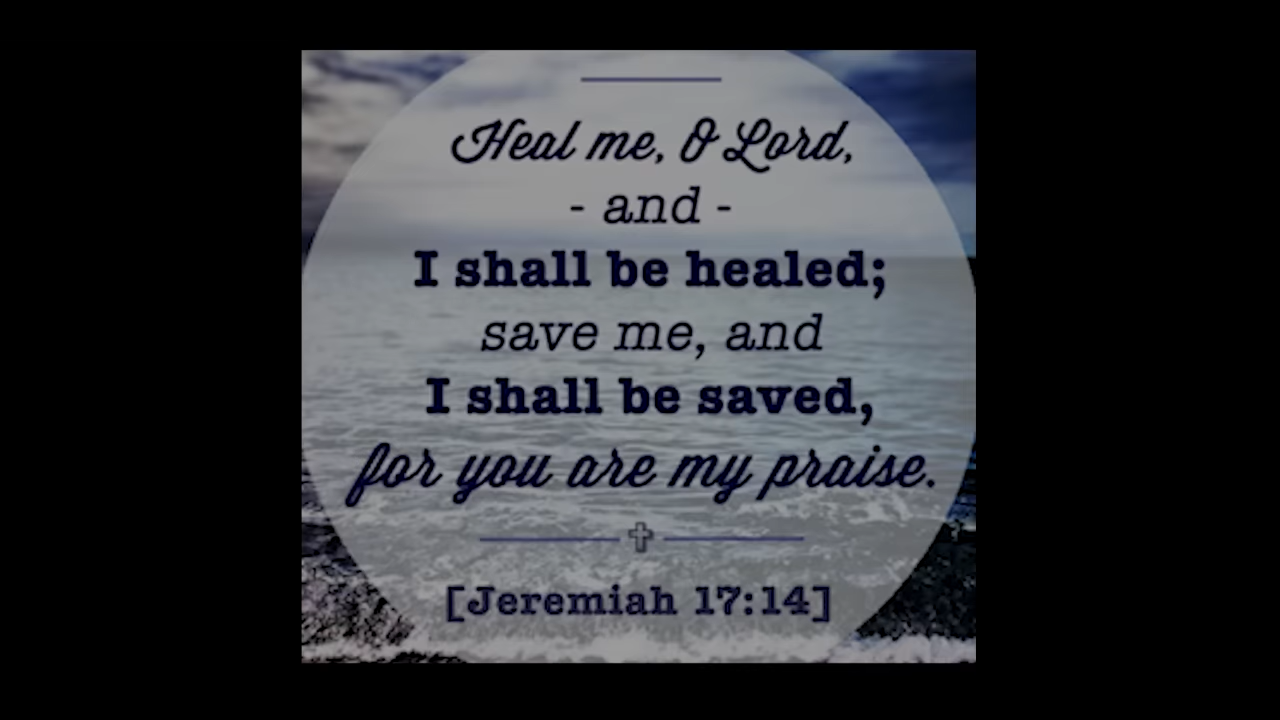 Heal me, O Lord,
- and -
I shall be healed;
save me, and
I shall be saved,
for you are my praise.
[Jeremiah 17:14]